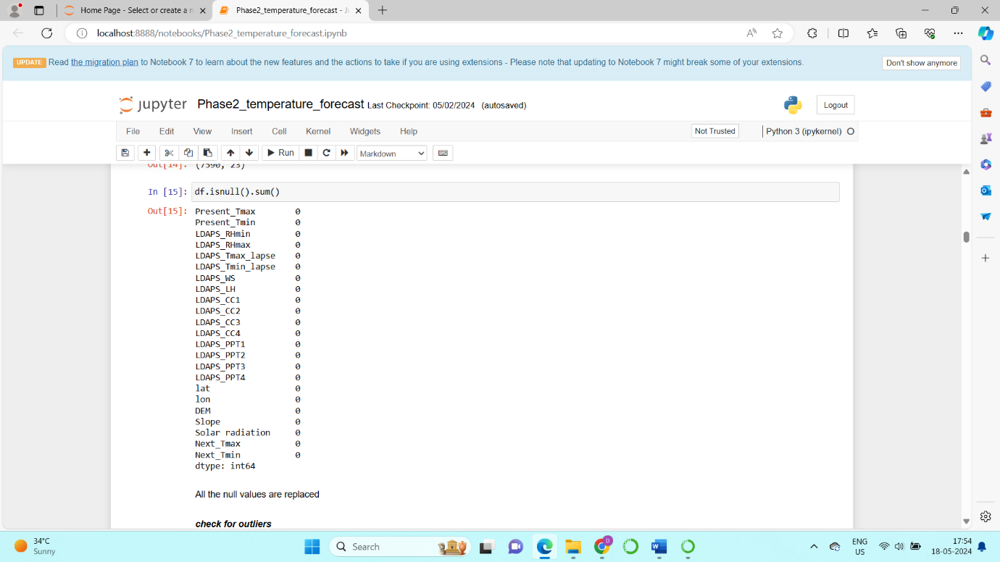 Home Page - Select or create a n
Phase2_temperature_forecast - Ju
localhost:8888/notebooks/Phase2_temperature_forecast.ipynb
UPDATE Read the migration plan to Notebook 7 to learn about the new features and the actions to take if you are using extensions - Please note that updating to Notebook 7 might break some of your extensions.
Don't show anymore
jupyter Phase2_temperature_forecast Last Checkpoint: 05/02/2024 (autosaved)
Logout
File Edit View Insert Cell Kernel Widgets Help
Not Trusted
Python 3 (ipykernel)
Run
Markdown
Out[14]: (7590, 23)
In [15]: df.isnull().sum()
Out[15]: Present_Tmax 0
Present_Tmin 0
LDAPS_RHmin 0
LDAPS_RHmax 0
LDAPS_Tmax_lapse 0
LDAPS_Tmin_lapse 0
LDAPS_WS 0
LDAPS_LH 0
LDAPS_CC1 0
LDAPS_CC2 0
LDAPS_CC3 0
LDAPS_CC4 0
LDAPS_PPT1 0
LDAPS_PPT2 0
LDAPS_PPT3 0
LDAPS_PPT4 0
lat 0
lon 0
DEM 0
Slope 0
Solar radiation 0
Next_Tmax 0
Next_Tmin 0
dtype: int64
All the null values are replaced
check for outliers
34°C
Sunny
Search
D
ENG
US
17:54
18-05-2024